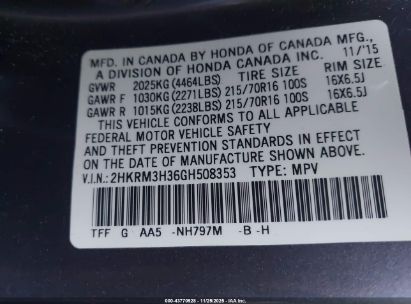 MFD. IN CANADA BY HONDA OF CANADA MFG.,
A DIVISION OF HONDA CANADA INC. 11/15
GVWR 2025KG (4464LBS) TIRE SIZE RIM SIZE
GAWR F 1030KG (2271LBS) 215/70R16 100S 16X6.5J
GAWR R 1015KG (2238LBS) 215/70R16 100S 16X6.5J
THIS VEHICLE CONFORMS TO ALL APPLICABLE
FEDERAL MOTOR VEHICLE SAFETY
AND THEFT PREVENTION STANDARDS IN EFFECT
ON THE DATE OF MANUFACTURE SHOWN ABOVE.
V.I.N.: 2HKRM3H36GH508353 TYPE: MPV
TFF G AA5 -NH797M -B -H